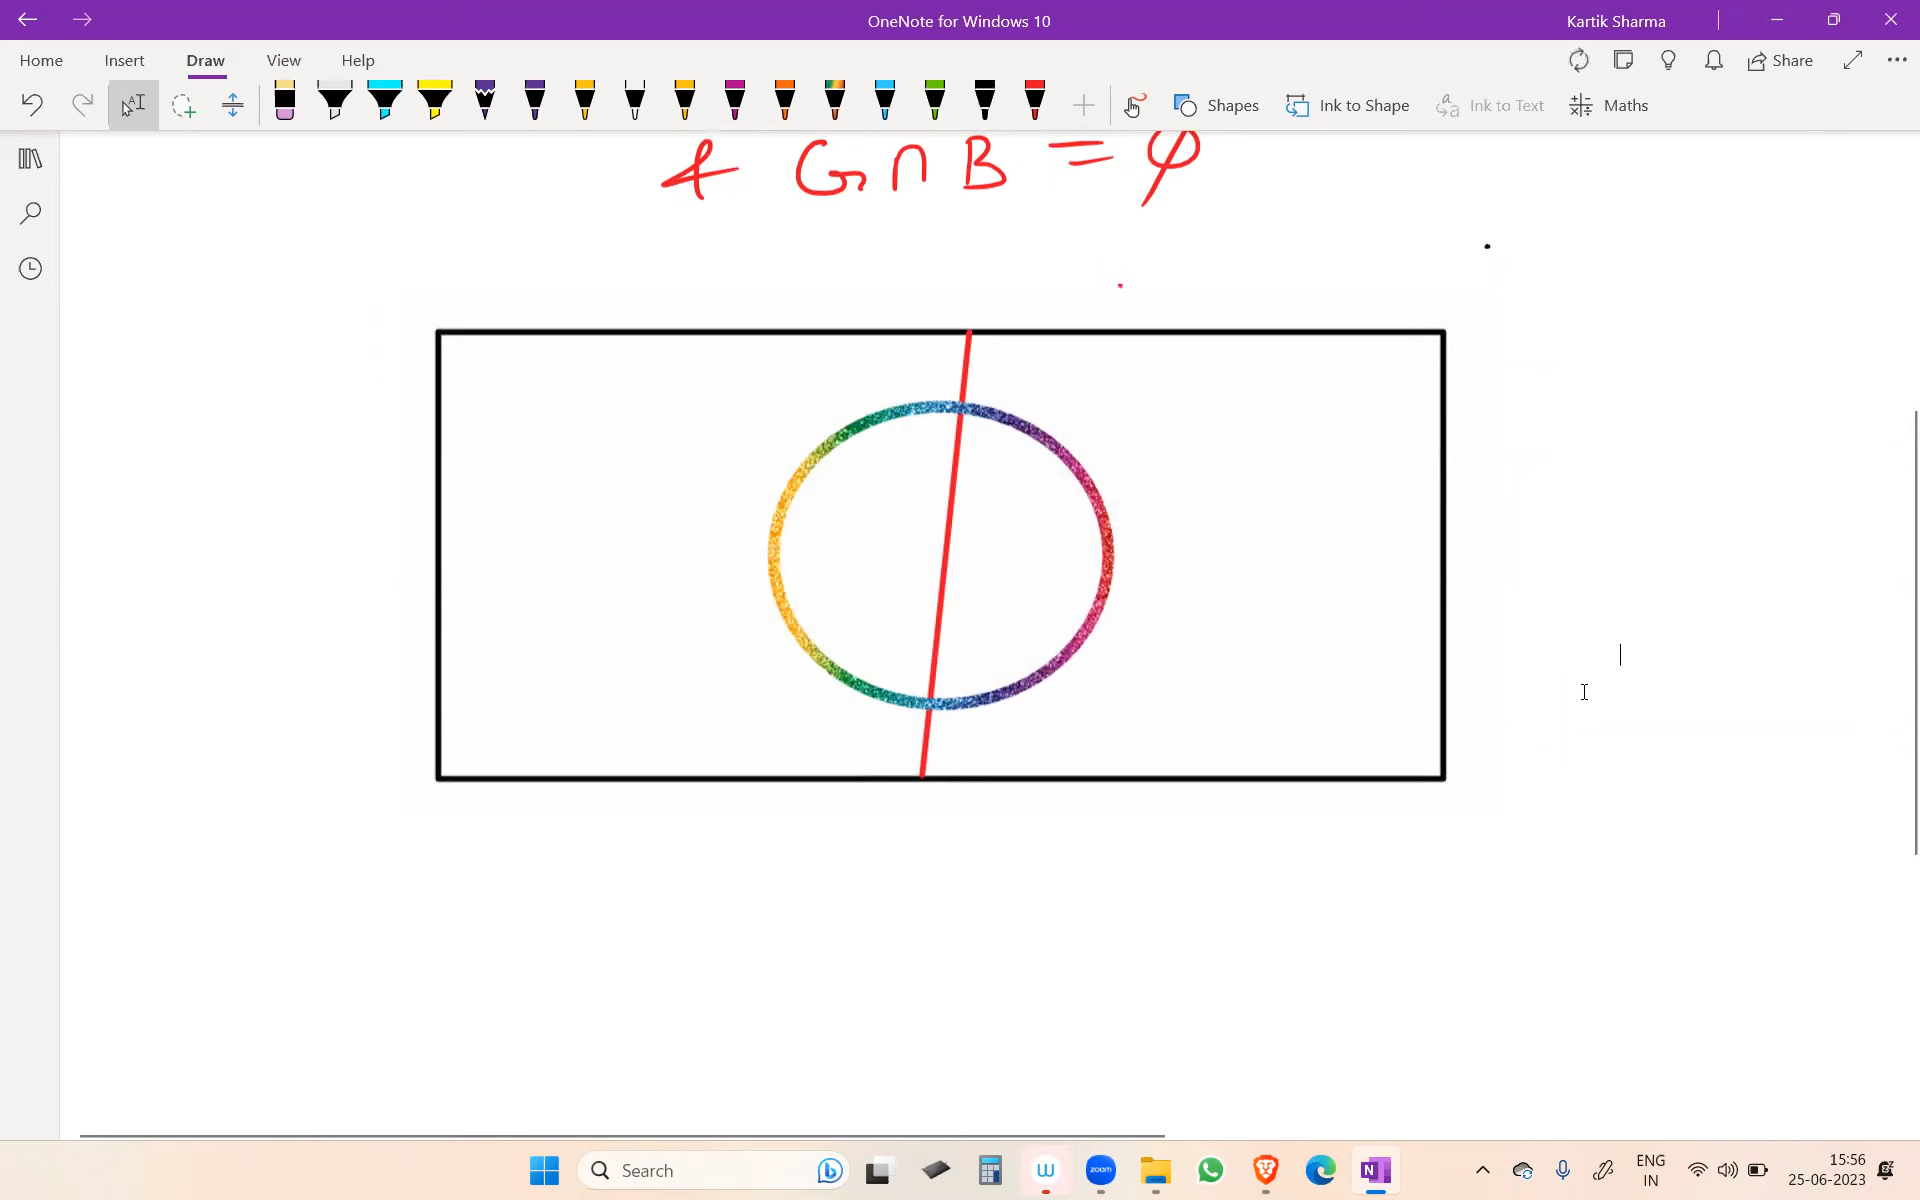 OneNote for Windows 10
Kartik Sharma
Home Insert Draw View Help
Share
Shapes Ink to Shape Ink to Text Maths
& G ∩ B = φ
Search
zoom
ENG
IN
15:56
25-06-2023